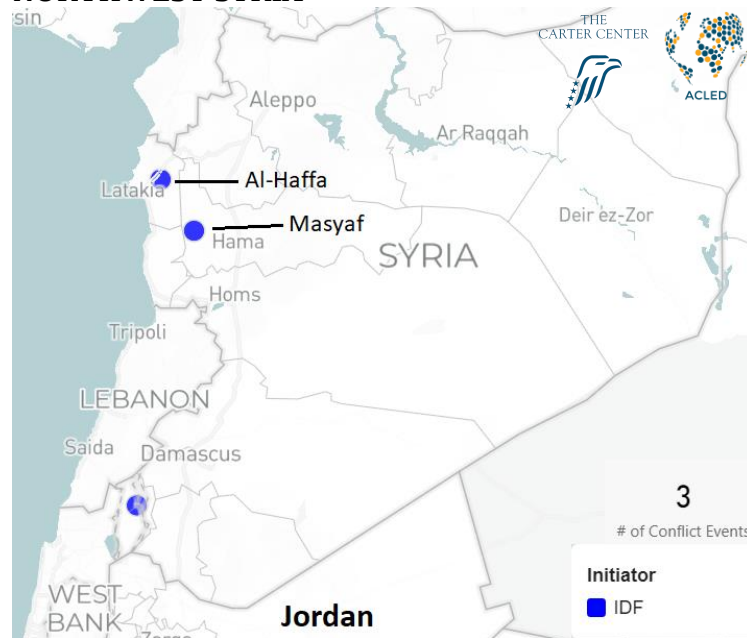 sin
THE
CARTER CENTER
ACLED
Aleppo
Ar Raqqah
Al-Haffa
Latakia
Masyaf
Deir ez-Zor
Hama
SYRIA
Homs
Tripoli
LEBANON
Saida
Damascus
3
# of Conflict Events
Initiator
IDF
WEST
BANK
Jordan